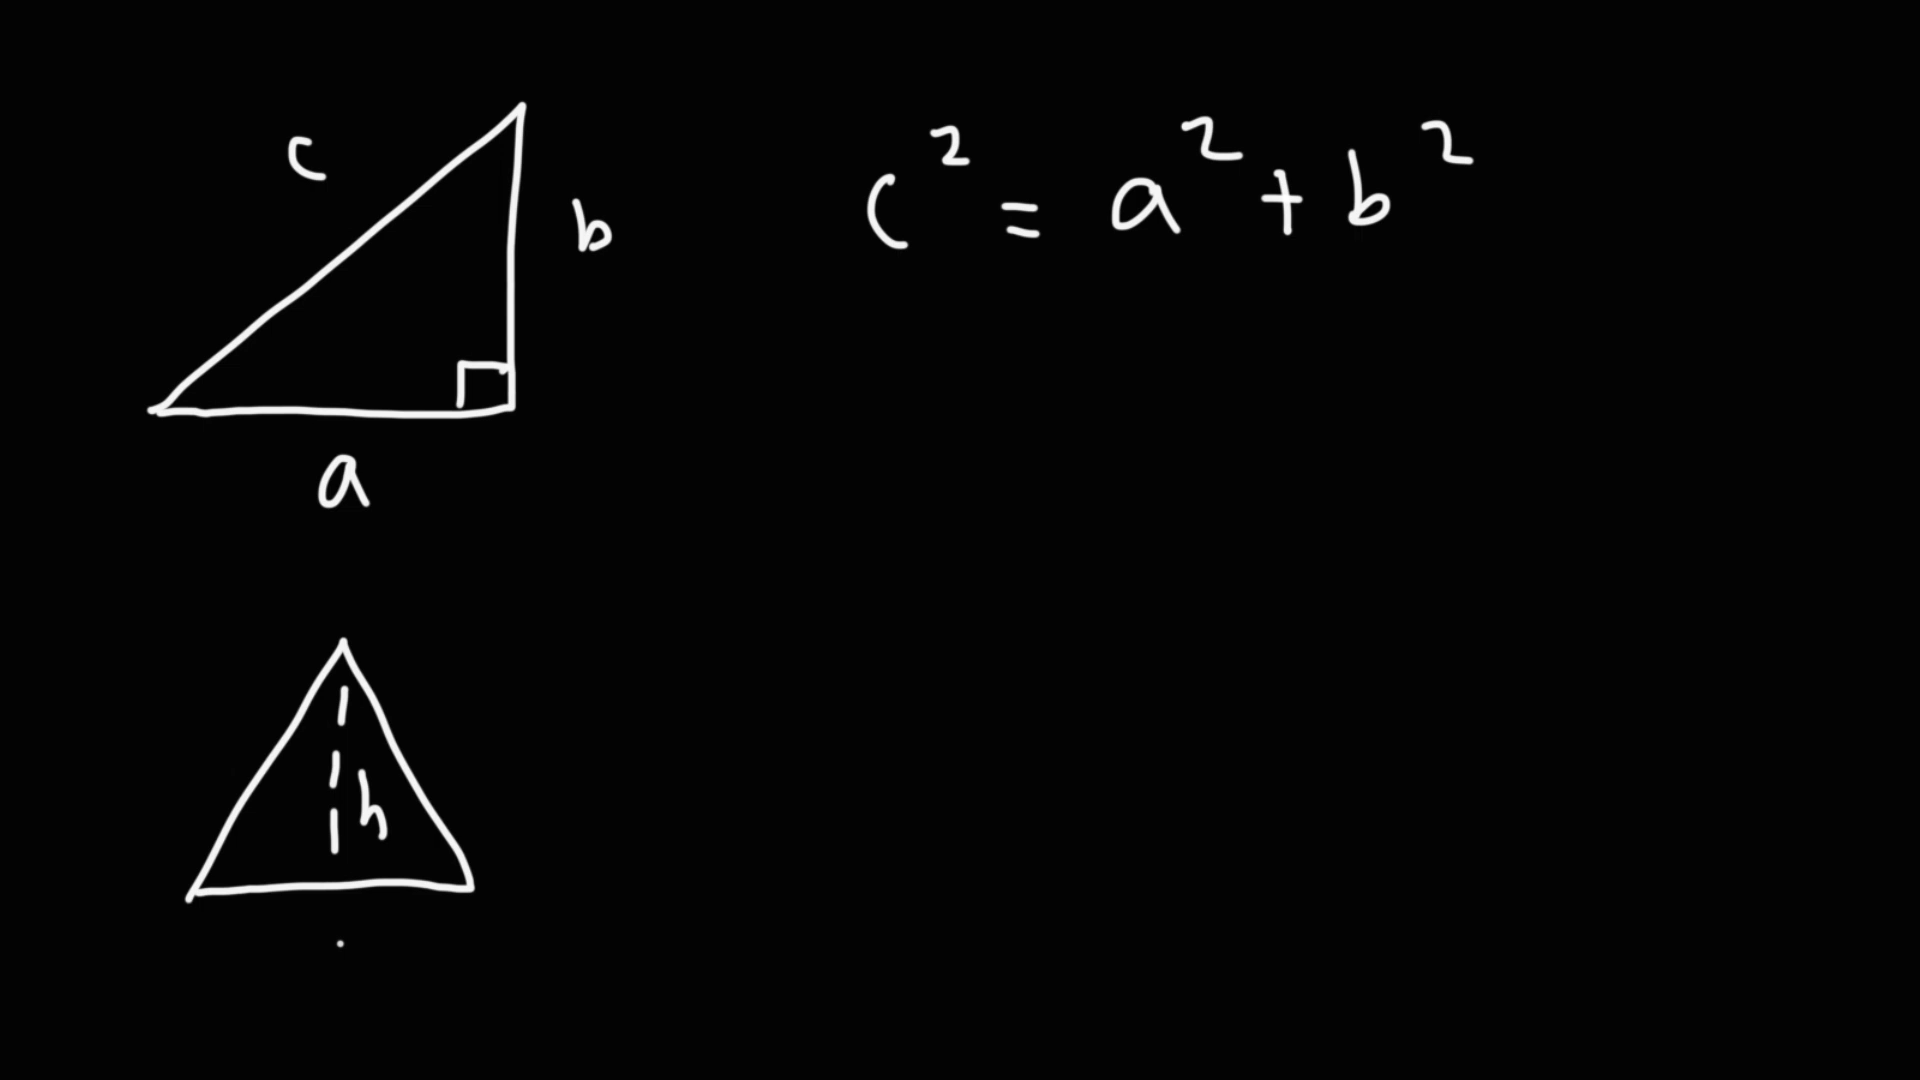 c
b
c² = a² + b²
a
h